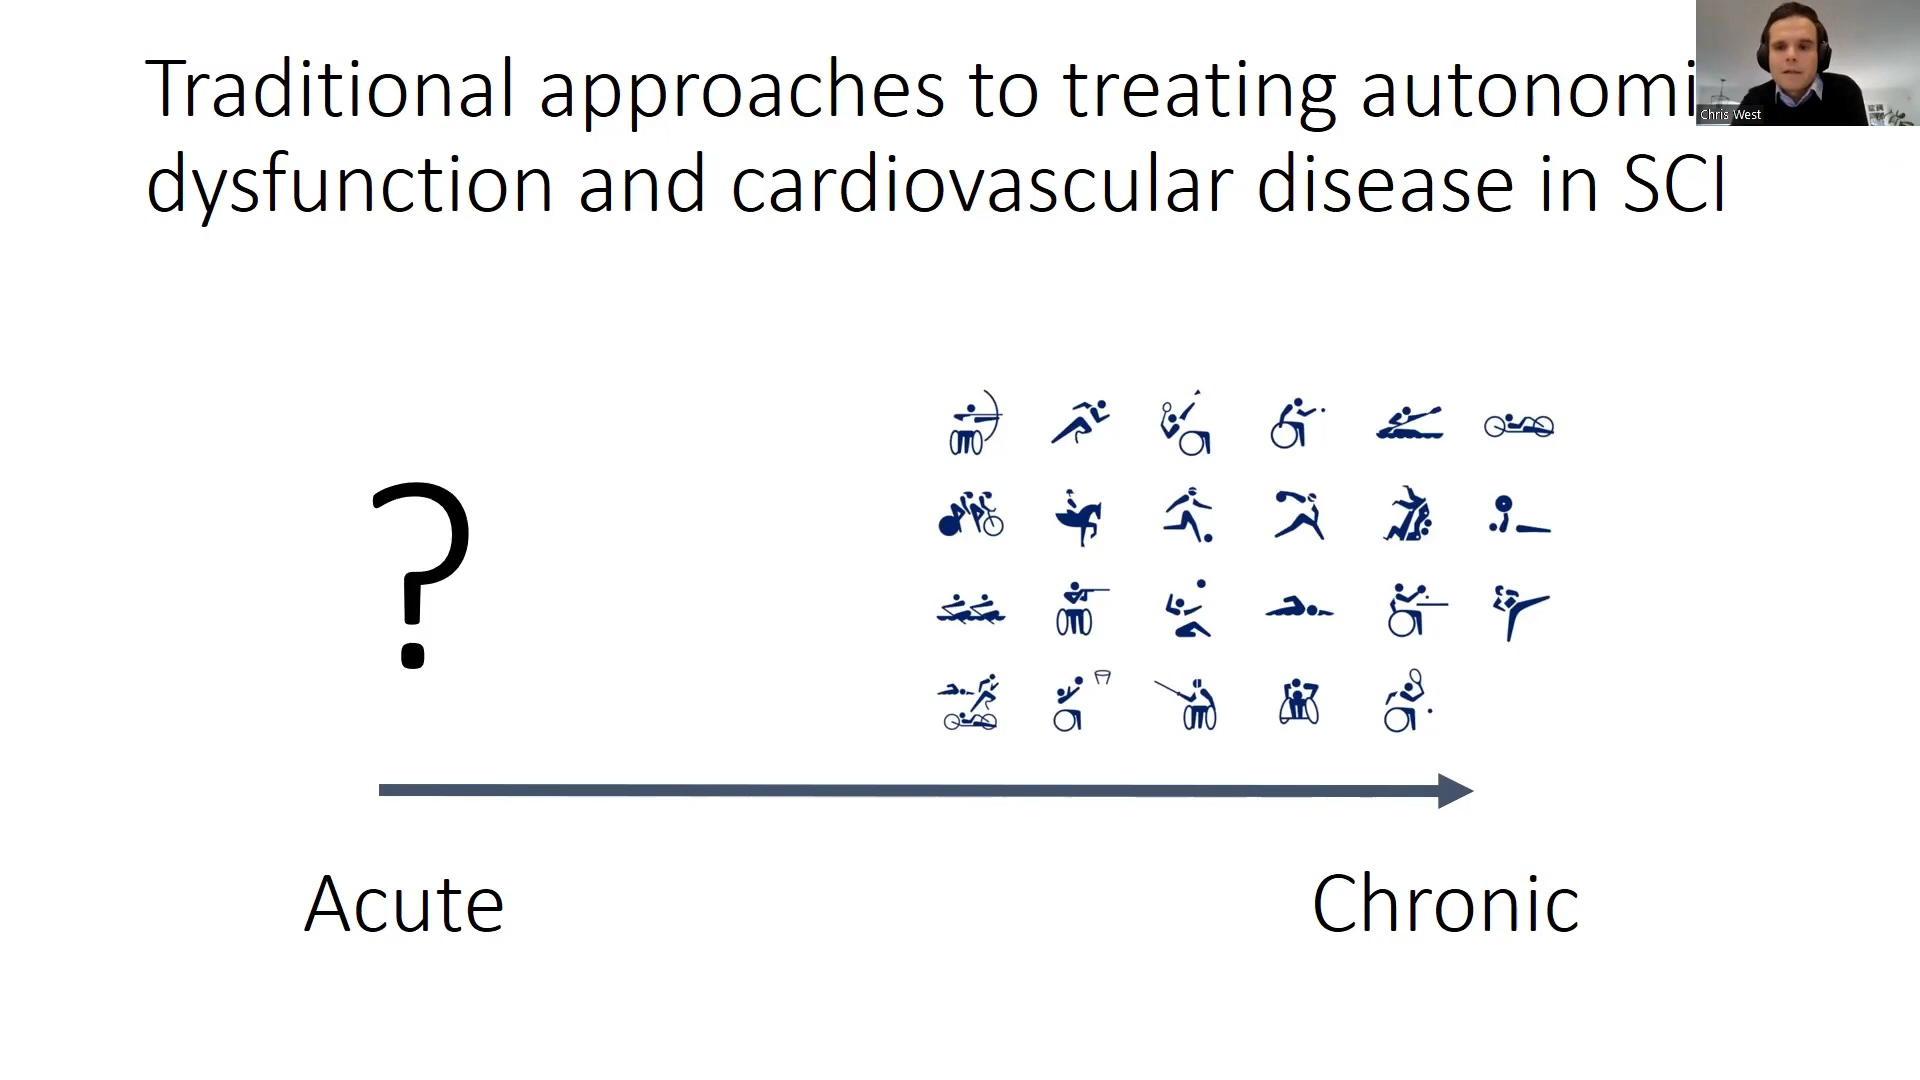 Traditional approaches to treating autonomi
dysfunction and cardiovascular disease in SCI
Chris West
?
Acute
Chronic